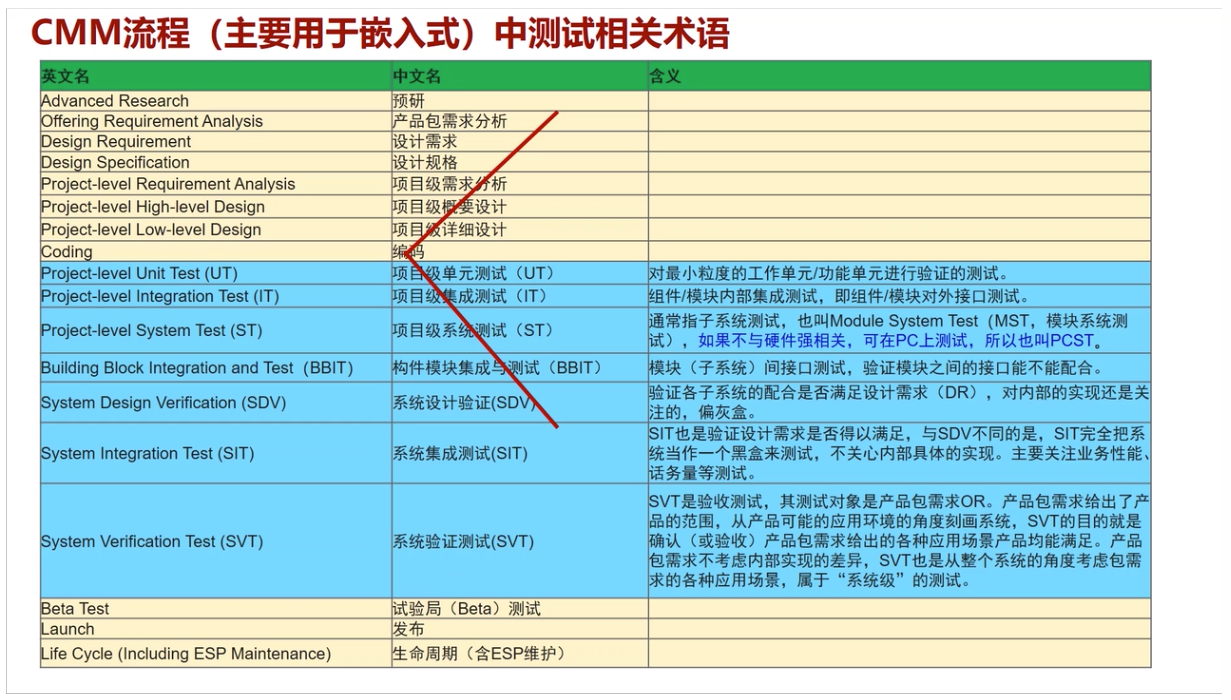 CMM流程（主要用于嵌入式）中测试相关术语
英文名 中文名 含义
Advanced Research 预研
Offering Requirement Analysis 产品包需求分析
Design Requirement 设计需求
Design Specification 设计规格
Project-level Requirement Analysis 项目级需求分析
Project-level High-level Design 项目级概要设计
Project-level Low-level Design 项目级详细设计
Coding 编码
Project-level Unit Test (UT) 项目级单元测试（UT） 对最小粒度的工作单元/功能单元进行验证的测试。
Project-level Integration Test (IT) 项目级集成测试（IT） 组件/模块内部集成测试，即组件/模块对外接口测试。
Project-level System Test (ST) 项目级系统测试（ST） 通常指子系统测试，也叫Module System Test（MST，模块系统测
试），如果不与硬件强相关，可在PC上测试，所以也叫PCST。
Building Block Integration and Test（BBIT） 构件模块集成与测试（BBIT） 模块（子系统）间接口测试，验证模块之间的接口能不能配合。
System Design Verification (SDV) 系统设计验证(SDV) 验证各子系统的配合是否满足设计需求（DR），对内部的实现还是关
注的，偏灰盒。
System Integration Test (SIT) 系统集成测试(SIT) SIT也是验证设计需求是否得以满足，与SDV不同的是，SIT完全把系
统当作一个黑盒来测试，不关心内部具体的实现。主要关注业务性能、
话务量等测试。
System Verification Test (SVT) 系统验证测试(SVT) SVT是验收测试，其测试对象是产品包需求OR。产品包需求给出了产
品的范围，从产品可能的应用环境的角度刻画系统，SVT的目的就是
确认（或验收）产品包需求给出的各种应用场景产品均能满足。产品
包需求不考虑内部实现的差异，SVT也是从整个系统的角度考虑包需
求的各种应用场景，属于“系统级”的测试。
Beta Test 试验局（Beta）测试
Launch 发布
Life Cycle (Including ESP Maintenance) 生命周期（含ESP维护）